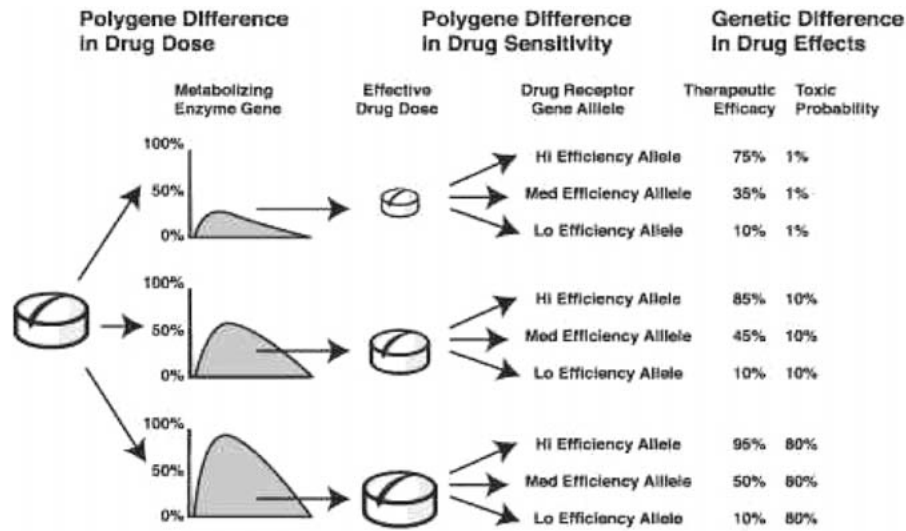 Polygene Difference in Drug Dose
Polygene Difference in Drug Sensitivity
Genetic Difference in Drug Effects
Metabolizing Enzyme Gene
Effective Drug Dose
Drug Receptor Gene Allele
Therapeutic Efficacy
Toxic Probability
100%
50%
0%
Hi Efficiency Allele 75% 1%
Med Efficiency Alllele 35% 1%
Lo Efficiency Allele 10% 1%
100%
50%
0%
Hi Efficiency Allele 85% 10%
Med Efficiency Allele 45% 10%
Lo Efficiency Allele 10% 10%
100%
50%
0%
Hi Efficiency Allele 95% 80%
Med Efficiency Allele 50% 80%
Lo Efficiency Allele 10% 80%